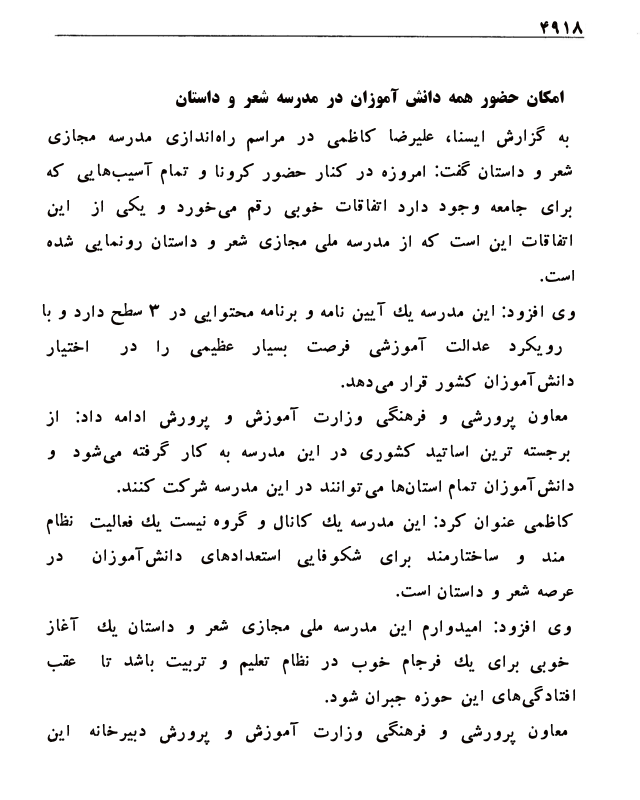 ۴۹۱۸
امکان حضور همه دانش آموزان در مدرسه شعر و داستان
به گزارش ایسنا، علیرضا کاظمی در مراسم راه‌اندازی مدرسه مجازی
شعر و داستان گفت: امروزه در کنار حضور کرونا و تمام آسیب‌هایی که
برای جامعه وجود دارد اتفاقات خوبی رقم می‌خورد و یکی از این
اتفاقات این است که از مدرسه ملی مجازی شعر و داستان رونمایی شده
است.
وی افزود: این مدرسه یك آیین نامه و برنامه محتوایی در ۳ سطح دارد و با
رویکرد عدالت آموزشی فرصت بسیار عظیمی را در اختیار
دانش‌آموزان کشور قرار می‌دهد.
معاون پرورشی و فرهنگی وزارت آموزش و پرورش ادامه داد: از
برجسته ترین اساتید کشوری در این مدرسه به کار گرفته می‌شود و
دانش‌آموزان تمام استان‌ها می‌توانند در این مدرسه شرکت کنند.
کاظمی عنوان کرد: این مدرسه یك کانال و گروه نیست یك فعالیت نظام
مند و ساختارمند برای شکوفایی استعدادهای دانش‌آموزان در
عرصه شعر و داستان است.
وی افزود: امیدوارم این مدرسه ملی مجازی شعر و داستان یك آغاز
خوبی برای یك فرجام خوب در نظام تعلیم و تربیت باشد تا عقب
افتادگی‌های این حوزه جبران شود.
معاون پرورشی و فرهنگی وزارت آموزش و پرورش دبیرخانه این